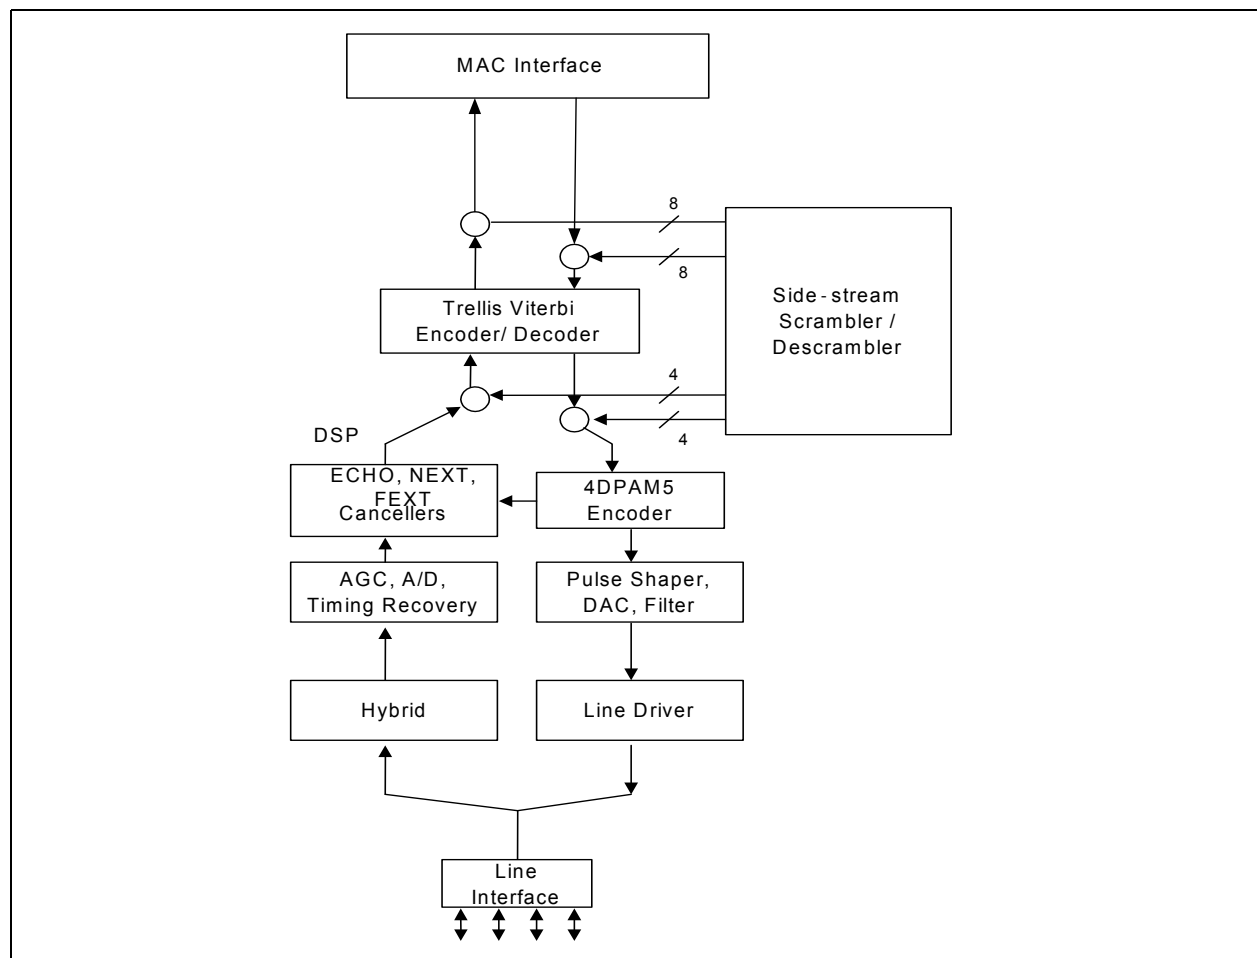 MAC Interface
8
8
Side-stream
Scrambler /
Descrambler
Trellis Viterbi
Encoder/ Decoder
4
4
DSP
ECHO, NEXT,
FEXT
Cancellers
4DPAM5
Encoder
AGC, A/D,
Timing Recovery
Pulse Shaper,
DAC, Filter
Hybrid
Line Driver
Line
Interface